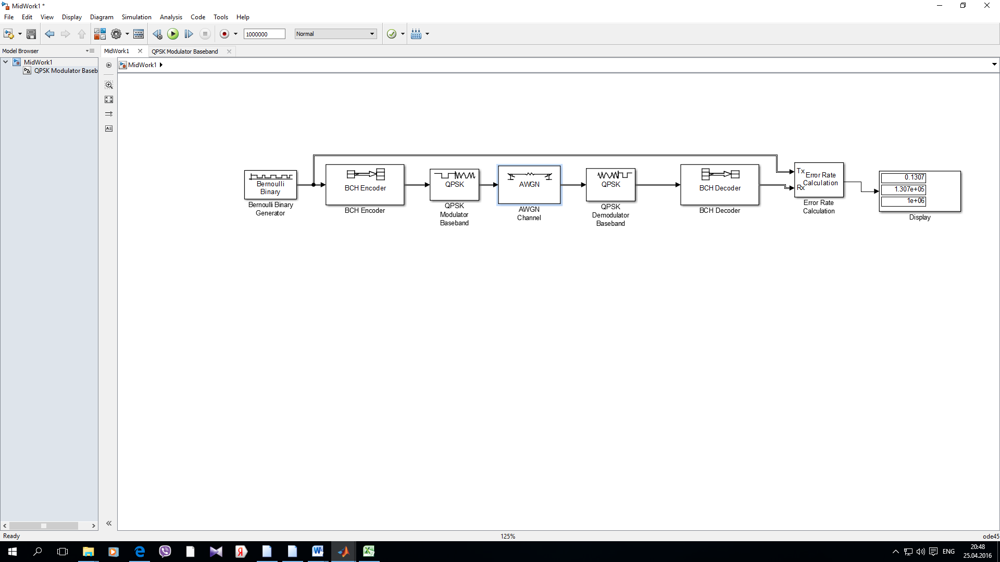 MidWork1 *
File Edit View Display Diagram Simulation Analysis Code Tools Help
1000000 Normal
Model Browser
MidWork1 QPSK Modulator Baseband
MidWork1
QPSK Modulator Baseb
MidWork1
Bernoulli
Binary
Bernoulli Binary
Generator
BCH Encoder
BCH Encoder
QPSK
QPSK
Modulator
Baseband
AWGN
AWGN
Channel
QPSK
QPSK
Demodulator
Baseband
BCH Decoder
BCH Decoder
Tx
Rx
Error Rate
Calculation
Error Rate
Calculation
0.1307
1.307e+05
1e+06
Display
Ready 125% ode45
ENG
20:48
25.04.2016